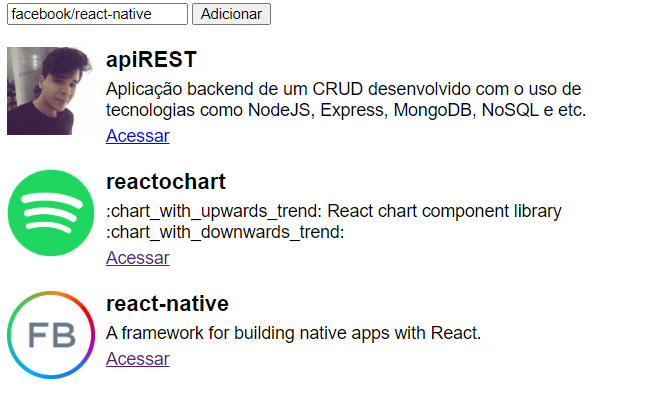 facebook/react-native Adicionar
apiREST
Aplicação backend de um CRUD desenvolvido com o uso de
tecnologias como NodeJS, Express, MongoDB, NoSQL e etc.
Acessar
reactochart
:chart_with_upwards_trend: React chart component library
:chart_with_downwards_trend:
Acessar
FB
react-native
A framework for building native apps with React.
Acessar